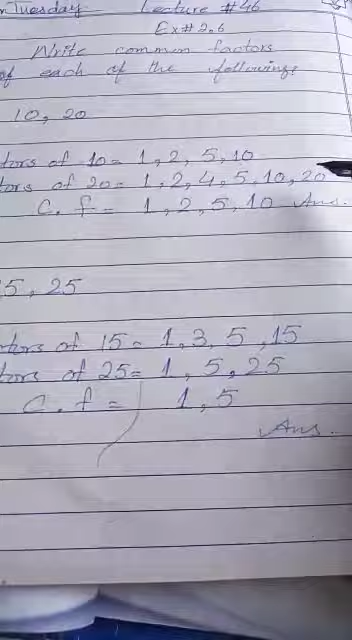 Tuesday Lecture #46
Ex# 2.6
Write common factors
of each of the following:
10, 20
tors of 10= 1, 2, 5, 10
tors of 20= 1, 2, 4, 5, 10, 20
C. f = 1, 2, 5, 10 Ans.
5, 25
tors of 15= 1, 3, 5, 15
tors of 25= 1, 5, 25
C. f = 1, 5
Ans.